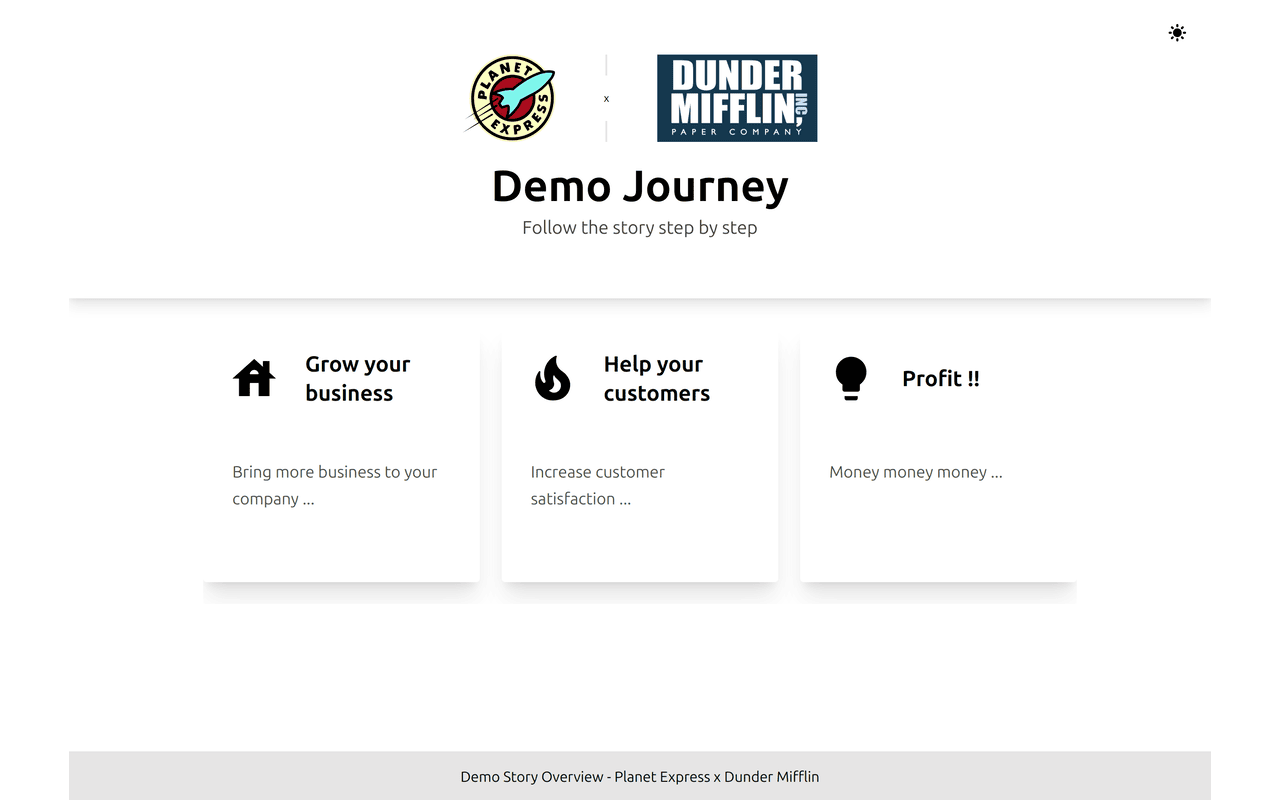 PLANET
EXPRESS
x
DUNDER
MIFFLIN, INC
PAPER COMPANY
Demo Journey
Follow the story step by step
Grow your
business
Bring more business to your
company ...
Help your
customers
Increase customer
satisfaction ...
Profit !!
Money money money ...
Demo Story Overview - Planet Express x Dunder Mifflin